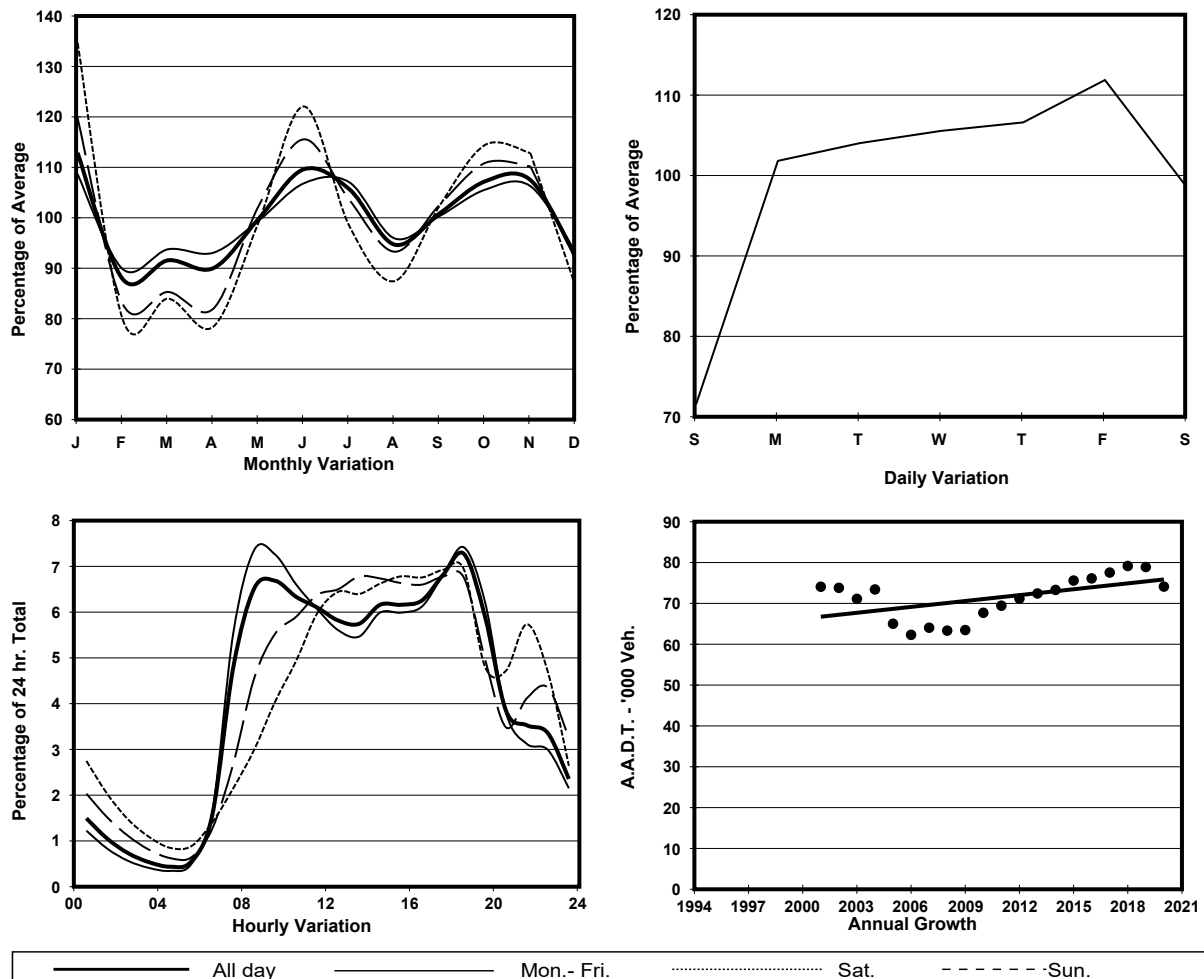 140
130
120
110
100
90
80
70
60
Percentage of Average
J F M A M J J A S O N D
Monthly Variation
120
110
100
90
80
70
Percentage of Average
S M T W T F S
Daily Variation
8
7
6
5
4
3
2
1
0
Percentage of 24 hr. Total
00 04 08 12 16 20 24
Hourly Variation
90
80
70
60
50
40
30
20
10
0
A.A.D.T. - '000 Veh.
1994 1997 2000 2003 2006 2009 2012 2015 2018 2021
Annual Growth
All day Mon.- Fri. Sat. Sun.